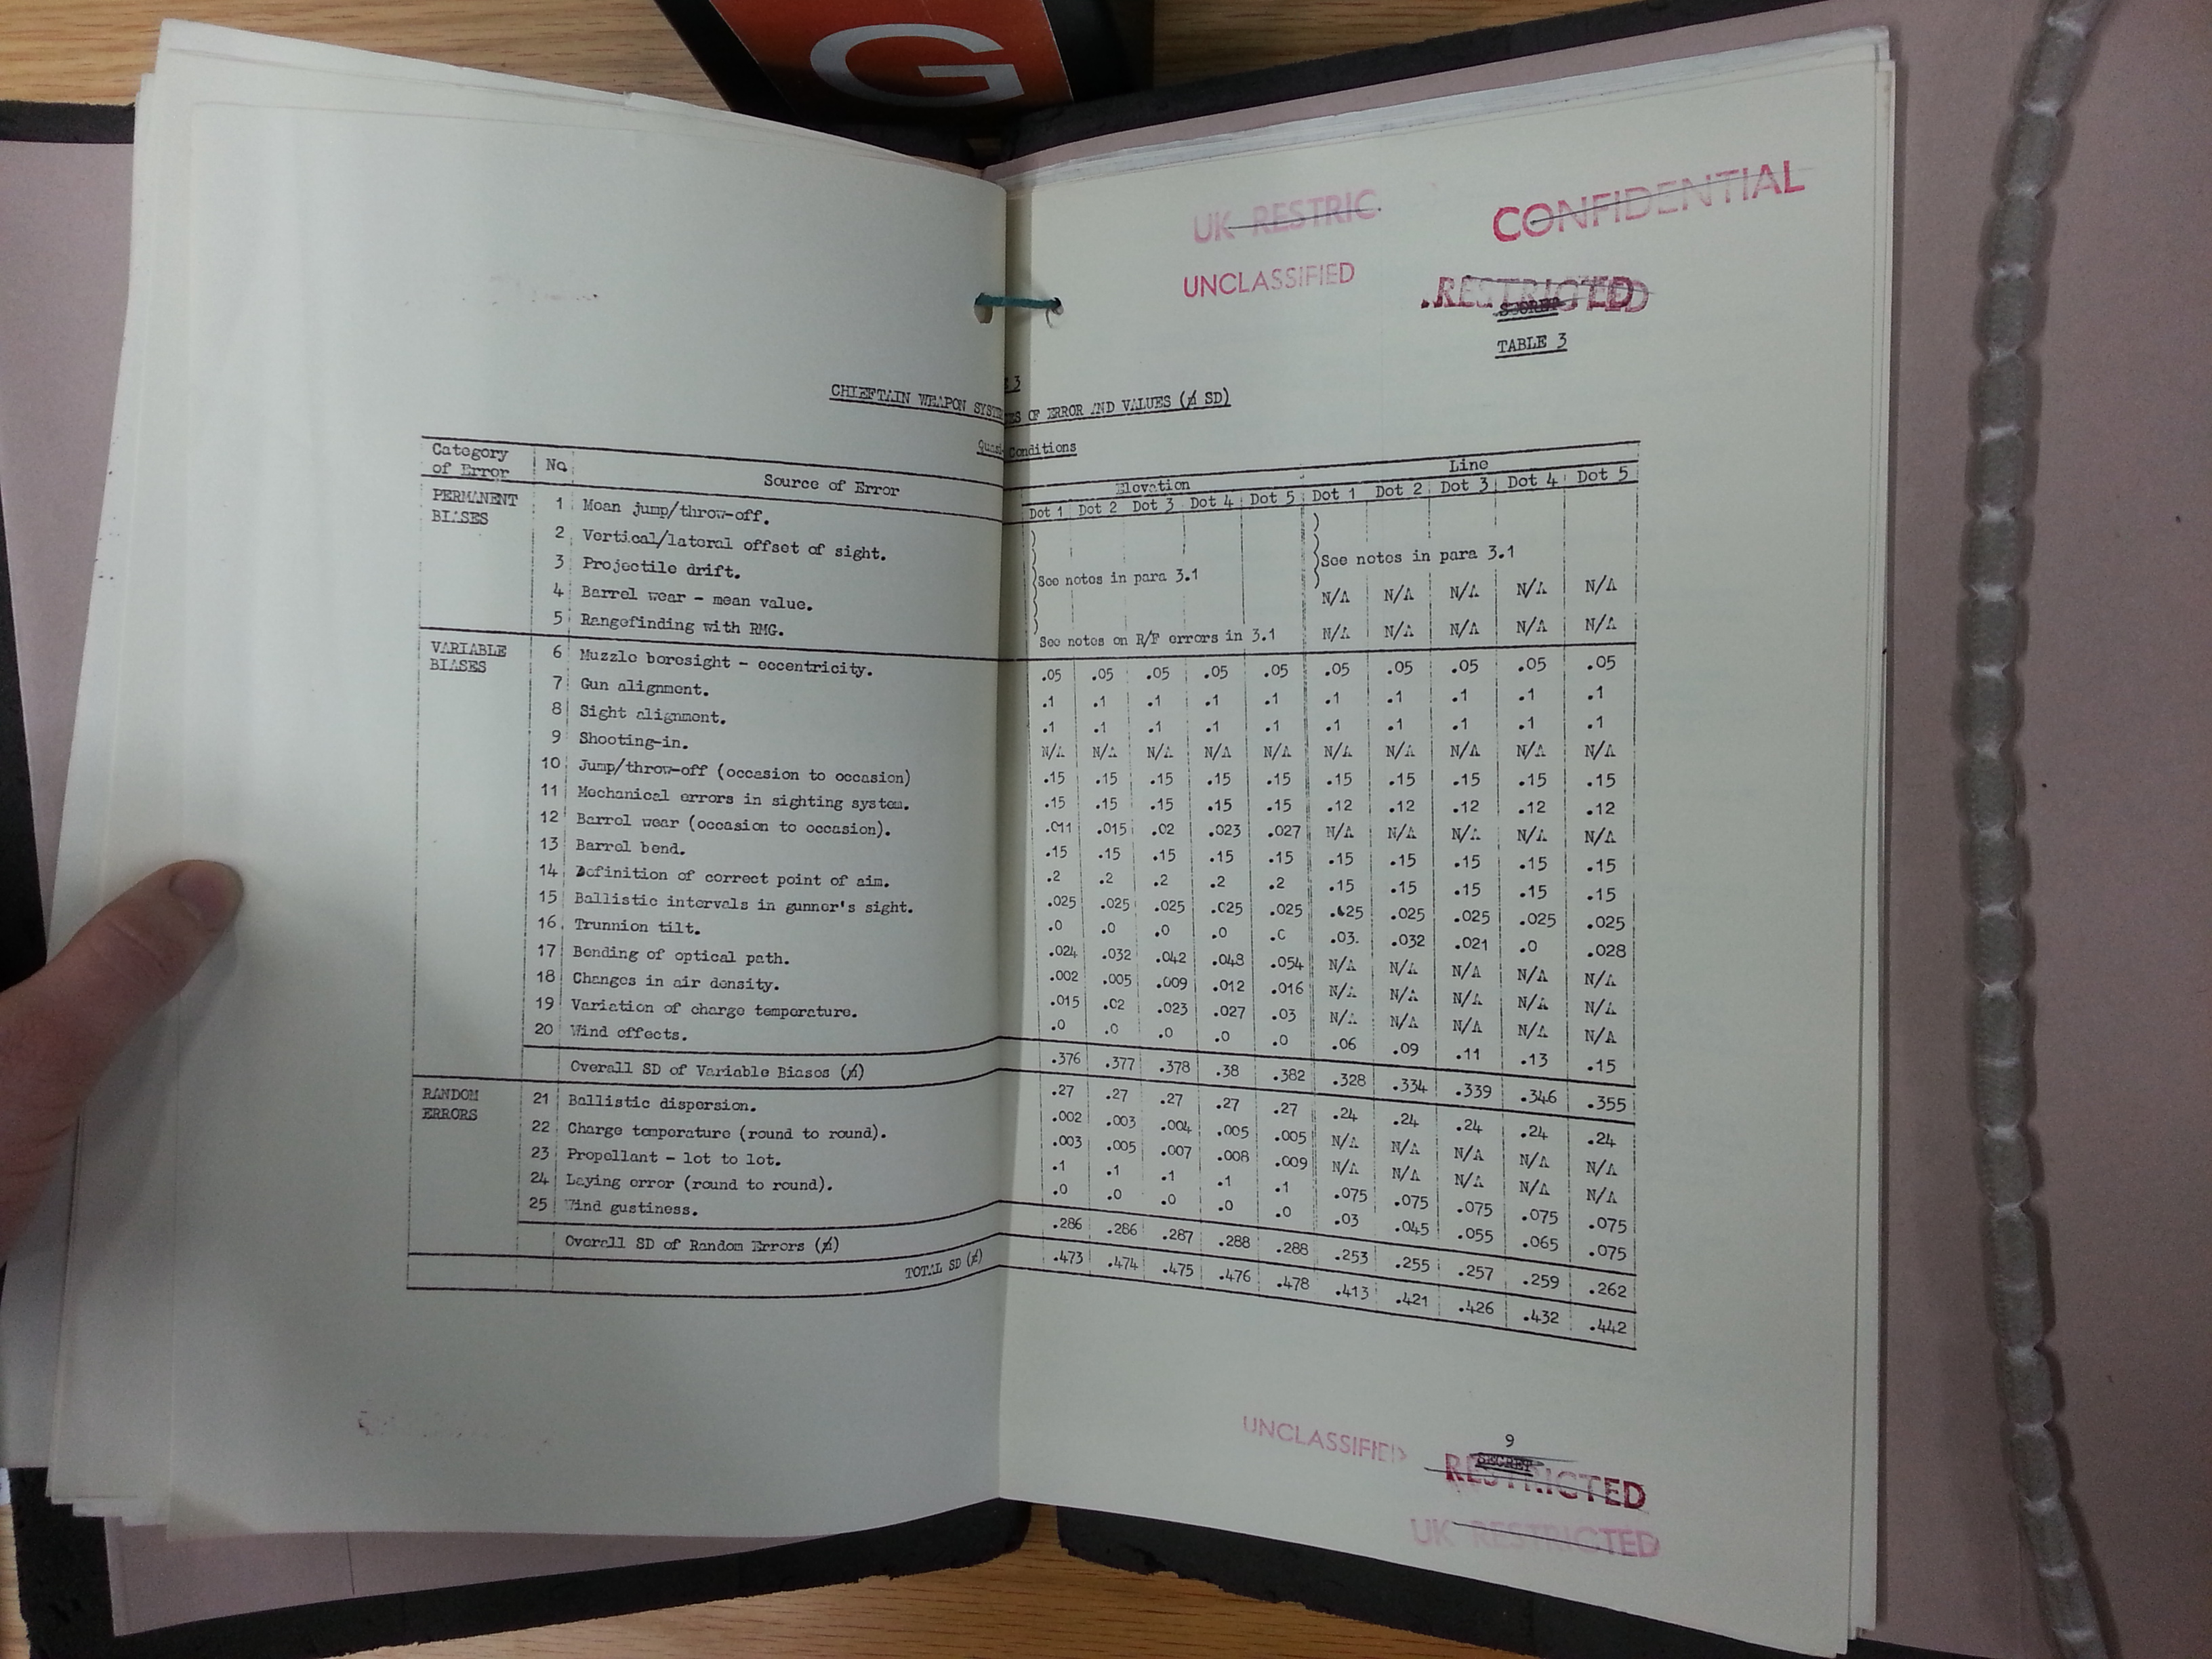 G
UK RESTRIC
CONFIDENTIAL
UNCLASSIFIED
RESTRICTED
SECRET
TABLE 3
3
CHIEFTAIN WEAPON SYSTE ES OF ERROR AND VALUES (m SD)
Quasi Conditions
Category of Error No. Source of Error Elevation Line
Dot 1 Dot 2 Dot 3 Dot 4 Dot 5 Dot 1 Dot 2 Dot 3 Dot 4 Dot 5
PERMANENT BIASES
1 Mean jump/throw-off.
2 Vertical/lateral offset of sight. See notes in para 3.1
3 Projectile drift. See notes in para 3.1
4 Barrel wear - mean value. N/A N/A N/A N/A N/A
5 Rangefinding with RMG. See notes on R/F errors in 3.1 N/A N/A N/A N/A N/A
VARIABLE BIASES
6 Muzzle boresight - eccentricity. .05 .05 .05 .05 .05 .05 .05 .05 .05 .05
7 Gun alignment. .1 .1 .1 .1 .1 .1 .1 .1 .1 .1
8 Sight alignment. .1 .1 .1 .1 .1 .1 .1 .1 .1 .1
9 Shooting-in. N/A N/A N/A N/A N/A N/A N/A N/A N/A N/A
10 Jump/throw-off (occasion to occasion) .15 .15 .15 .15 .15 .15 .15 .15 .15 .15
11 Mechanical errors in sighting system. .15 .15 .15 .15 .15 .12 .12 .12 .12 .12
12 Barrel wear (occasion to occasion). .011 .015 .02 .023 .027 N/A N/A N/A N/A N/A
13 Barrel bend. .15 .15 .15 .15 .15 .15 .15 .15 .15 .15
14 Definition of correct point of aim. .2 .2 .2 .2 .2 .15 .15 .15 .15 .15
15 Ballistic intervals in gunner's sight. .025 .025 .025 .025 .025 .025 .025 .025 .025 .025
16 Trunnion tilt. .0 .0 .0 .0 .0 .03. .032 .021 .0 .028
17 Bending of optical path. .024 .032 .042 .048 .054 N/A N/A N/A N/A N/A
18 Changes in air density. .002 .005 .009 .012 .016 N/A N/A N/A N/A N/A
19 Variation of charge temperature. .015 .02 .023 .027 .03 N/A N/A N/A N/A N/A
20 Wind effects. .0 .0 .0 .0 .0 .06 .09 .11 .13 .15
Overall SD of Variable Biases (m) .376 .377 .378 .38 .382 .328 .334 .339 .346 .355
RANDOM ERRORS
21 Ballistic dispersion. .27 .27 .27 .27 .27 .24 .24 .24 .24 .24
22 Charge temperature (round to round). .002 .003 .004 .005 .005 N/A N/A N/A N/A N/A
23 Propellant - lot to lot. .003 .005 .007 .008 .009 N/A N/A N/A N/A N/A
24 Laying error (round to round). .1 .1 .1 .1 .1 .075 .075 .075 .075 .075
25 Wind gustiness. .0 .0 .0 .0 .0 .03 .045 .055 .065 .075
Overall SD of Random Errors (m) .286 .286 .287 .288 .288 .253 .255 .257 .259 .262
TOTAL SD (m) .473 .474 .475 .476 .478 .413 .421 .426 .432 .442
UNCLASSIFIED
9
SECRET
RESTRICTED
UK RESTRICTED